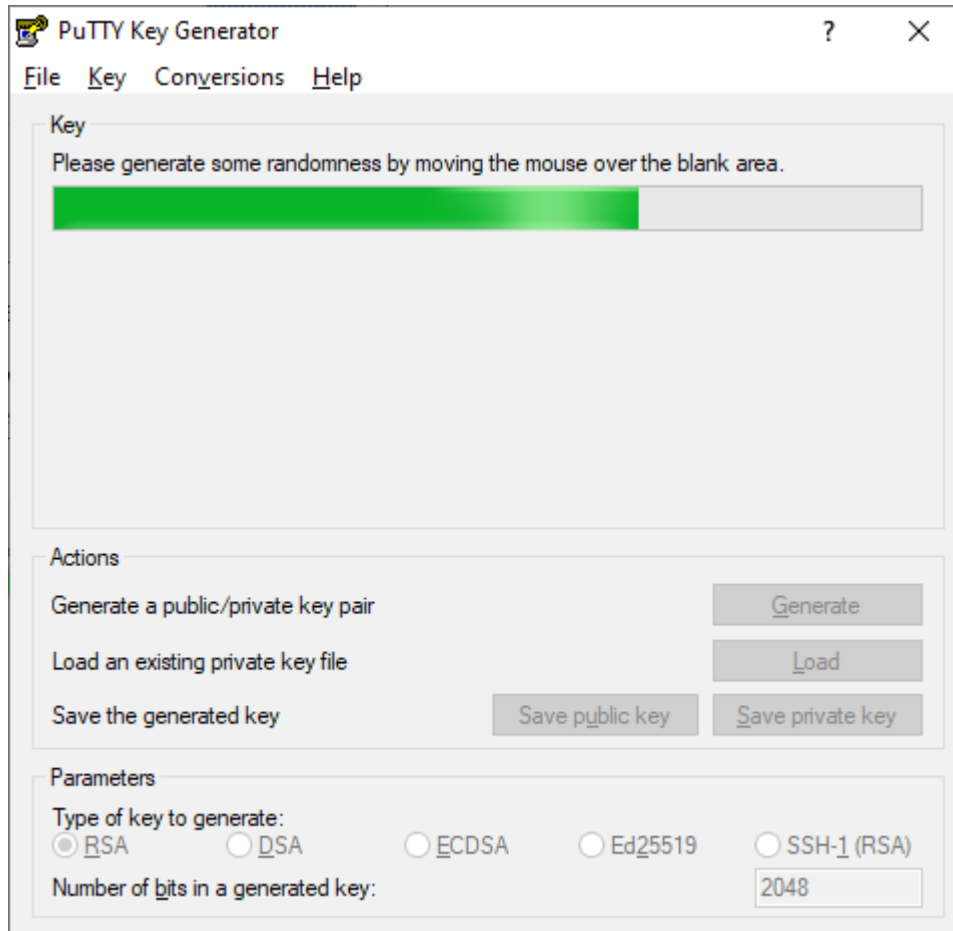 PuTTY Key Generator ?
File Key Conversions Help
Key
Please generate some randomness by moving the mouse over the blank area.
Actions
Generate a public/private key pair Generate
Load an existing private key file Load
Save the generated key Save public key Save private key
Parameters
Type of key to generate:
RSA DSA ECDSA Ed25519 SSH-1 (RSA)
Number of bits in a generated key: 2048